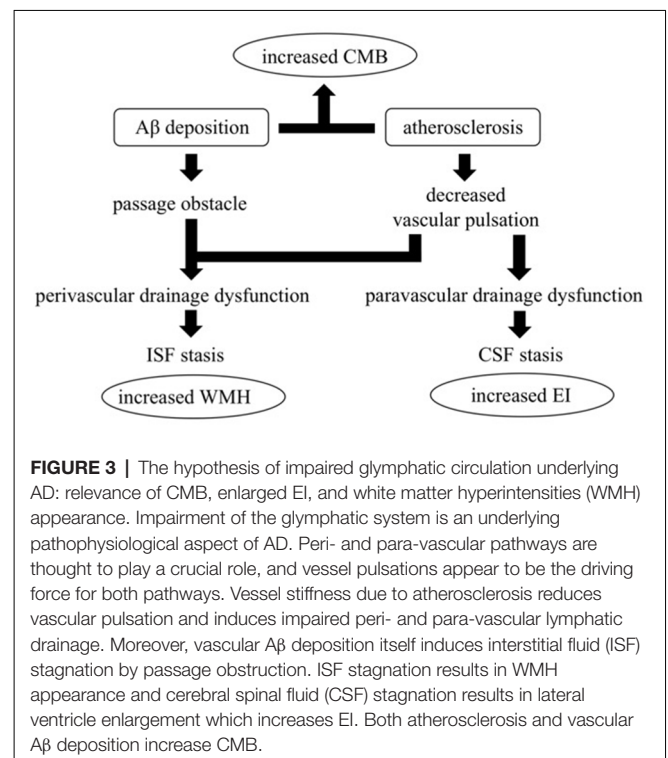 increased CMB
Aβ deposition
atherosclerosis
passage obstacle
decreased
vascular pulsation
perivascular drainage dysfunction
paravascular drainage dysfunction
ISF stasis
CSF stasis
increased WMH
increased EI
FIGURE 3 | The hypothesis of impaired glymphatic circulation underlying
AD: relevance of CMB, enlarged EI, and white matter hyperintensities (WMH)
appearance. Impairment of the glymphatic system is an underlying
pathophysiological aspect of AD. Peri- and para-vascular pathways are
thought to play a crucial role, and vessel pulsations appear to be the driving
force for both pathways. Vessel stiffness due to atherosclerosis reduces
vascular pulsation and induces impaired peri- and para-vascular lymphatic
drainage. Moreover, vascular Aβ deposition itself induces interstitial fluid (ISF)
stagnation by passage obstruction. ISF stagnation results in WMH
appearance and cerebral spinal fluid (CSF) stagnation results in lateral
ventricle enlargement which increases EI. Both atherosclerosis and vascular
Aβ deposition increase CMB.